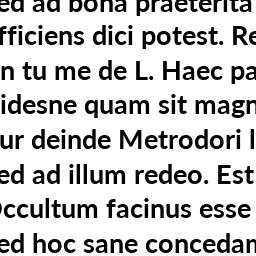 ed ad bona praeterita
fficiens dici potest. Re
n tu me de L. Haec pa
idesne quam sit magn
ur deinde Metrodori l
ed ad illum redeo. Est
Occultum facinus esse
ed hoc sane concedam